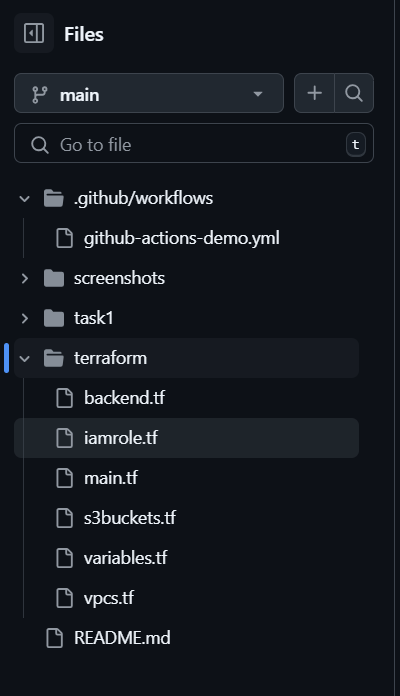 Files
main
Go to file t
.github/workflows
github-actions-demo.yml
screenshots
task1
terraform
backend.tf
iamrole.tf
main.tf
s3buckets.tf
variables.tf
vpcs.tf
README.md